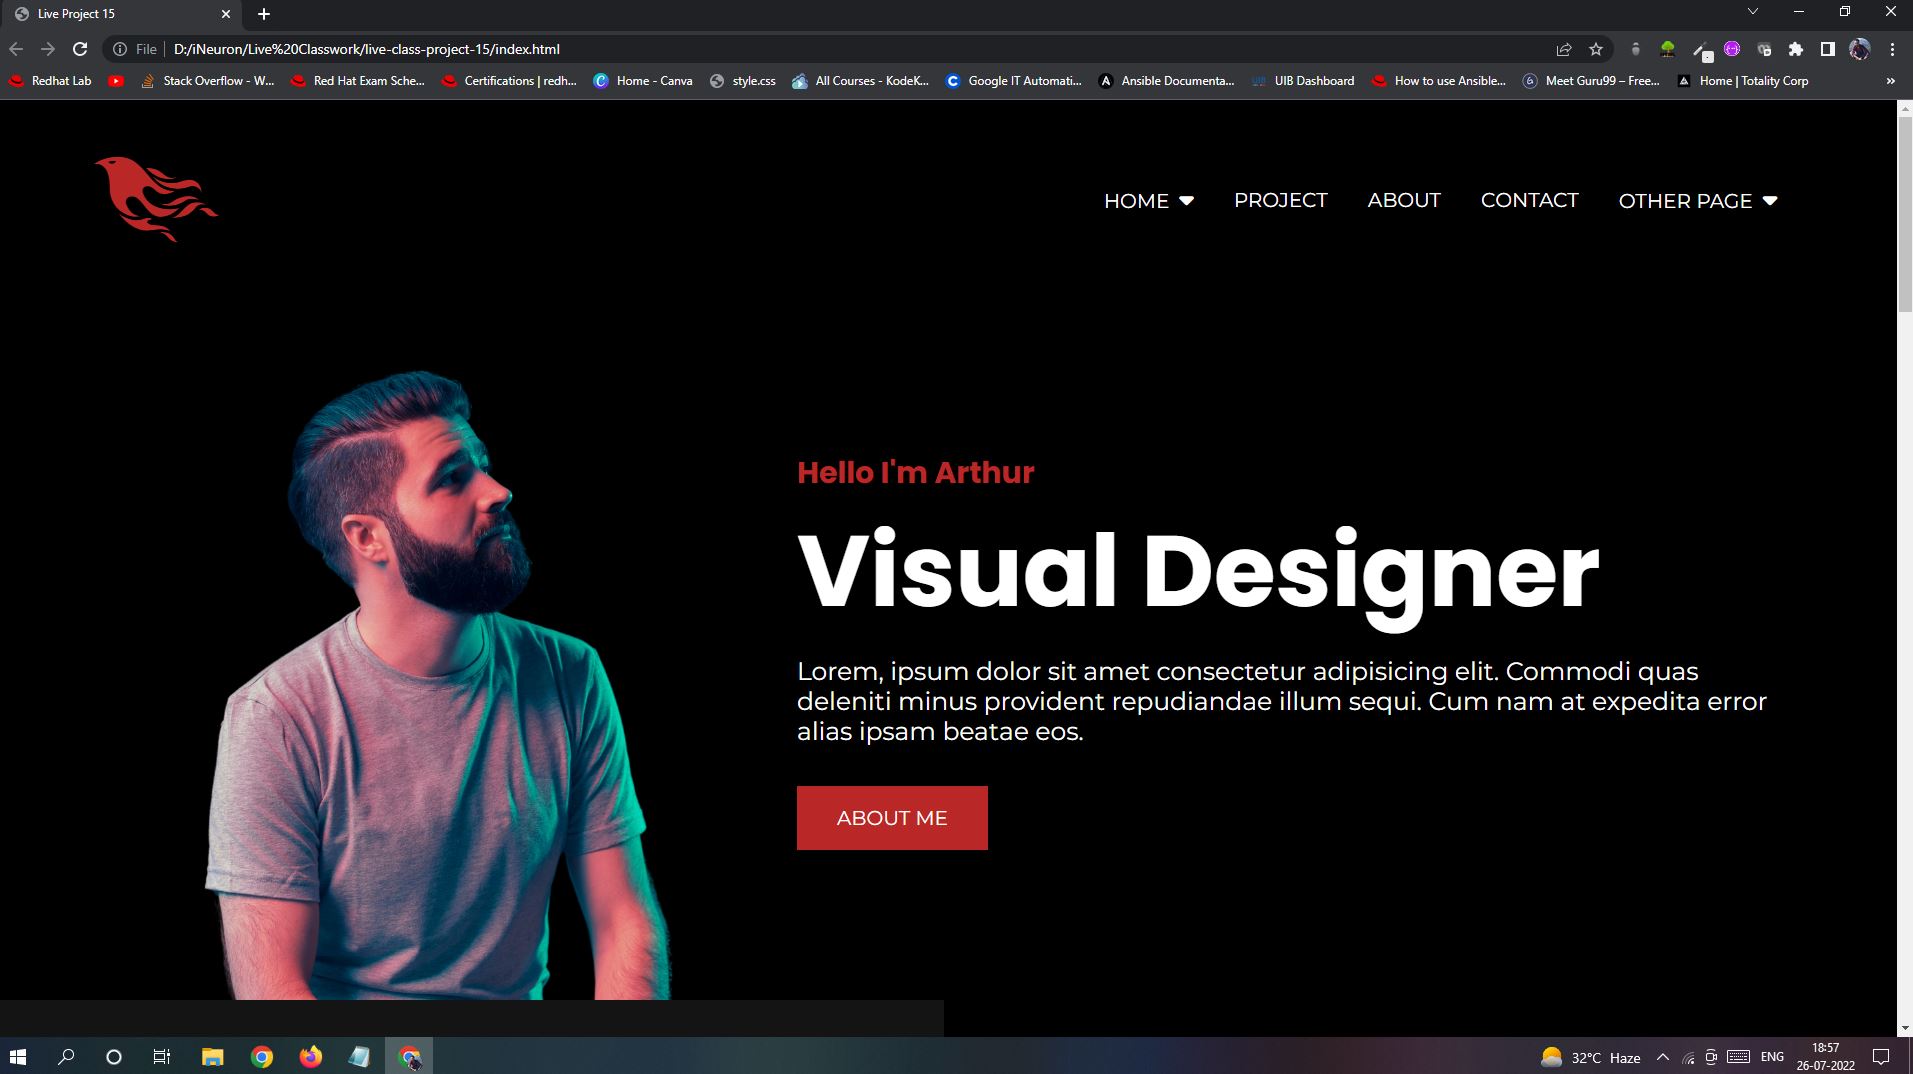 Live Project 15
File
D:/iNeuron/Live%20Classwork/live-class-project-15/index.html
Redhat Lab
Stack Overflow - W...
Red Hat Exam Sche...
Certifications | redh...
Home - Canva
style.css
All Courses - KodeK...
Google IT Automati...
Ansible Documenta...
UIB Dashboard
How to use Ansible...
Meet Guru99 – Free...
Home | Totality Corp
HOME
PROJECT
ABOUT
CONTACT
OTHER PAGE
Hello I'm Arthur
Visual Designer
Lorem, ipsum dolor sit amet consectetur adipisicing elit. Commodi quas
deleniti minus provident repudiandae illum sequi. Cum nam at expedita error
alias ipsam beatae eos.
ABOUT ME
32°C Haze
ENG
18:57
26-07-2022